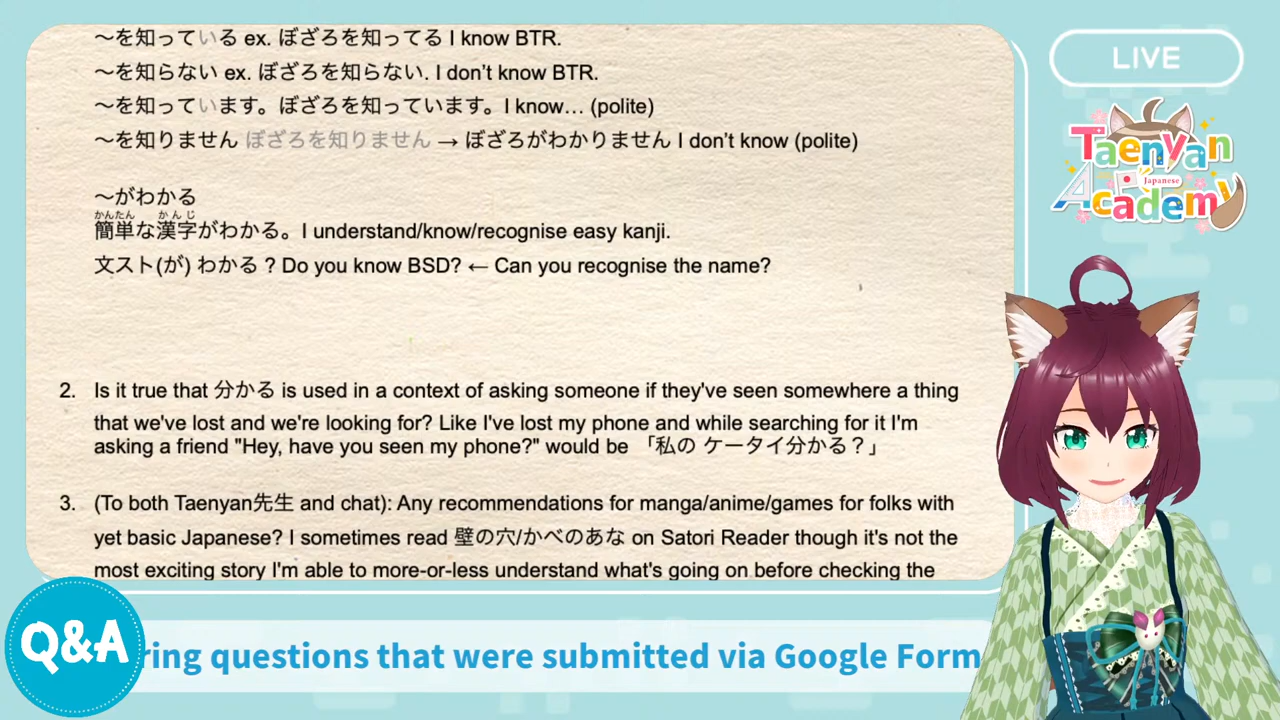 ～を知っている ex. ぼざろを知ってる I know BTR.
～を知らない ex. ぼざろを知らない. I don’t know BTR.
～を知っています。ぼざろを知っています。I know… (polite)
～を知りません ぼざろを知りません → ぼざろがわかりません I don’t know (polite)
～がわかる
かんたん かんじ
簡単な漢字がわかる。I understand/know/recognise easy kanji.
文スト(が) わかる ? Do you know BSD? ← Can you recognise the name?
2. Is it true that 分かる is used in a context of asking someone if they've seen somewhere a thing
that we've lost and we're looking for? Like I've lost my phone and while searching for it I'm
asking a friend "Hey, have you seen my phone?" would be 「私の ケータイ分かる？」
3. (To both Taenyan先生 and chat): Any recommendations for manga/anime/games for folks with
yet basic Japanese? I sometimes read 壁の穴/かべのあな on Satori Reader though it's not the
most exciting story I'm able to more-or-less understand what's going on before checking the
LIVE
Taenyan
Japanese
Academy
Q&A
ring questions that were submitted via Google Form